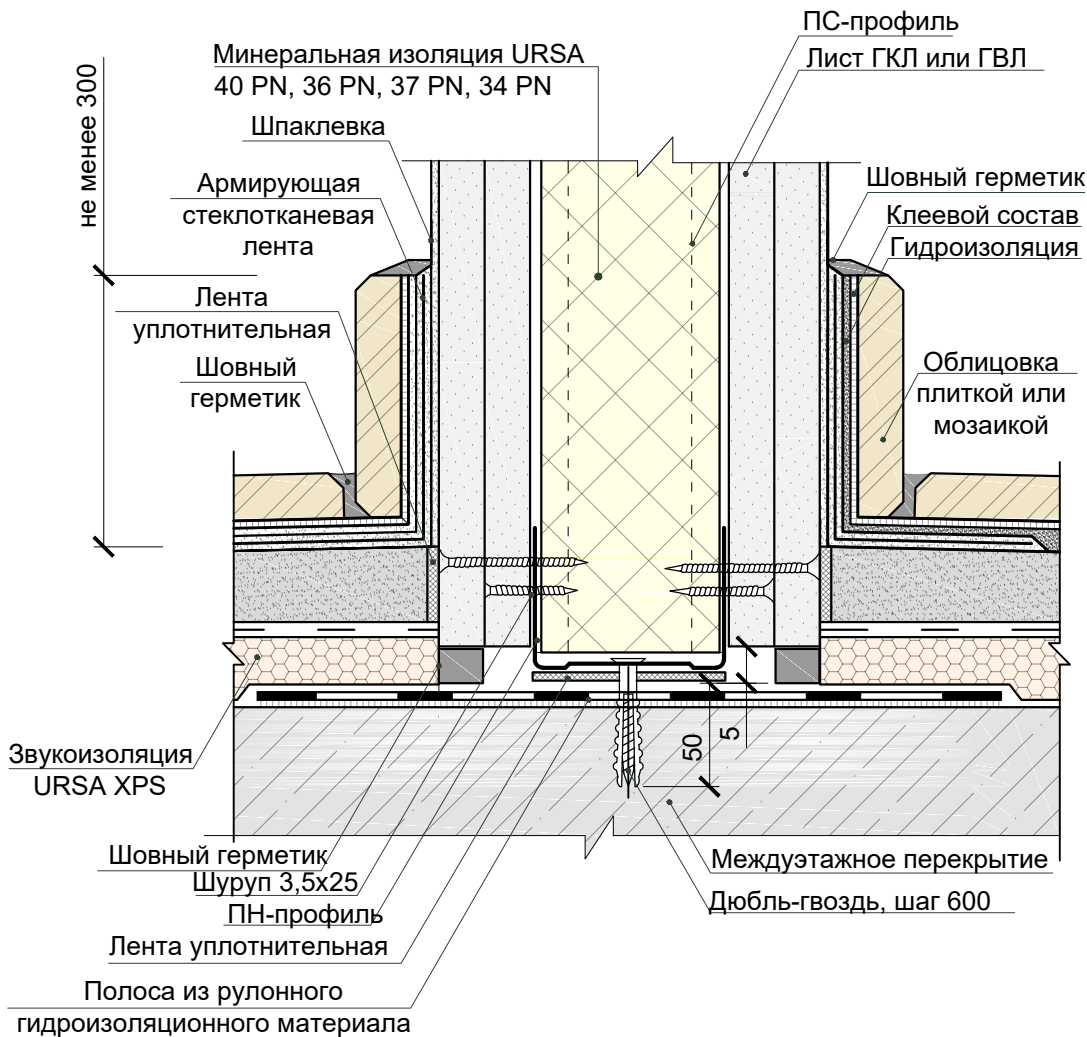 ПС-профиль
Минеральная изоляция URSA
40 PN, 36 PN, 37 PN, 34 PN
Лист ГКЛ или ГВЛ
не менее 300
Шпаклевка
Армирующая
стеклотканевая
лента
Шовный герметик
Клеевой состав
Гидроизоляция
Лента
уплотнительная
Шовный
герметик
Облицовка
плиткой или
мозаикой
50
5
Звукоизоляция
URSA XPS
Шовный герметик
Шуруп 3,5х25
ПН-профиль
Лента уплотнительная
Полоса из рулонного
гидроизоляционного материала
Междуэтажное перекрытие
Дюбль-гвоздь, шаг 600